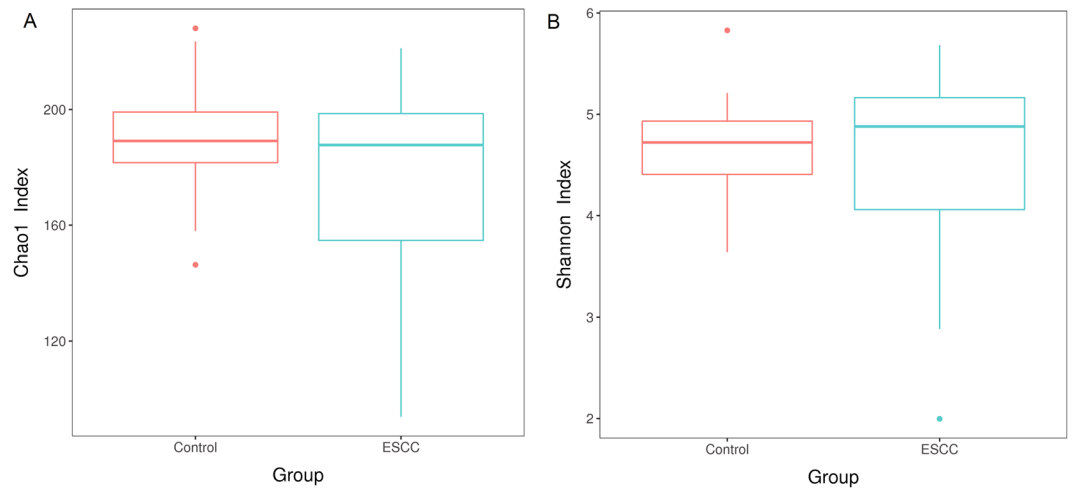 A
Chao1 Index
200
160
120
Control
ESCC
Group
B
Shannon Index
6
5
4
3
2
Control
ESCC
Group